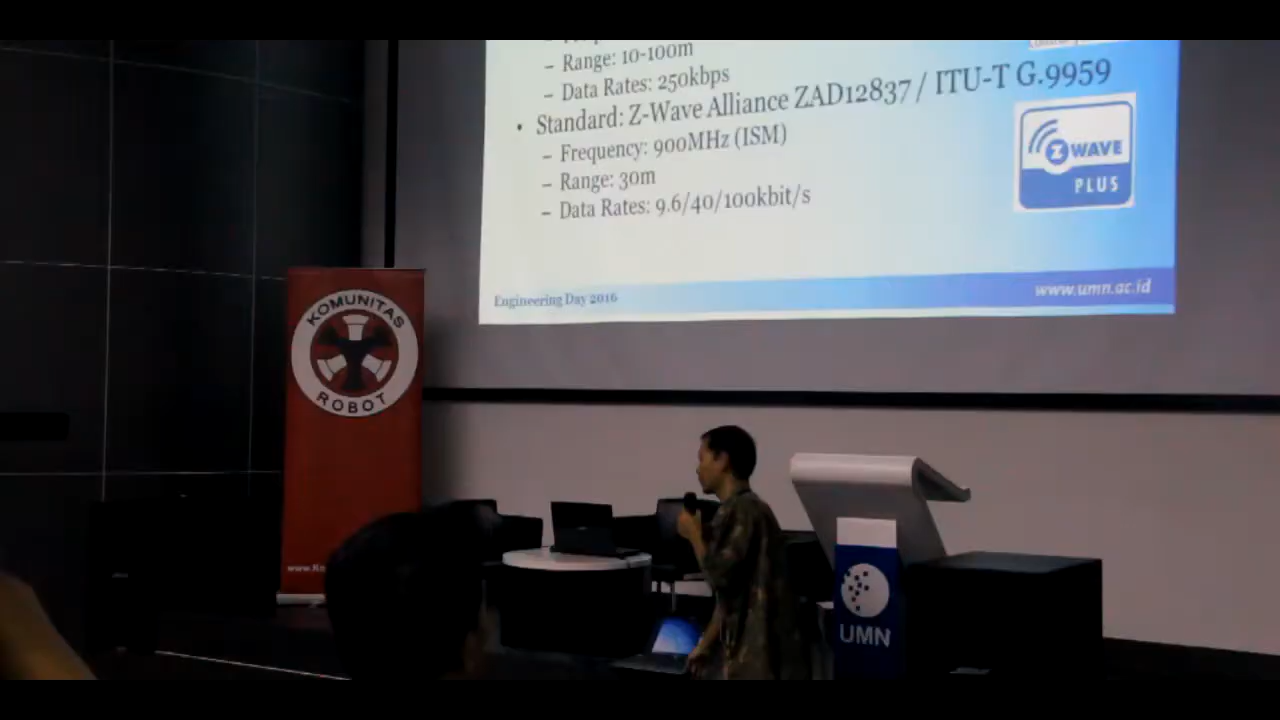 – Range: 10-100m
– Data Rates: 250kbps
• Standard: Z-Wave Alliance ZAD12837 / ITU-T G.9959
– Frequency: 900MHz (ISM)
– Range: 30m
– Data Rates: 9.6/40/100kbit/s
Z WAVE
PLUS
Engineering Day 2016
www.umn.ac.id
KOMUNITAS
ROBOT
UMN